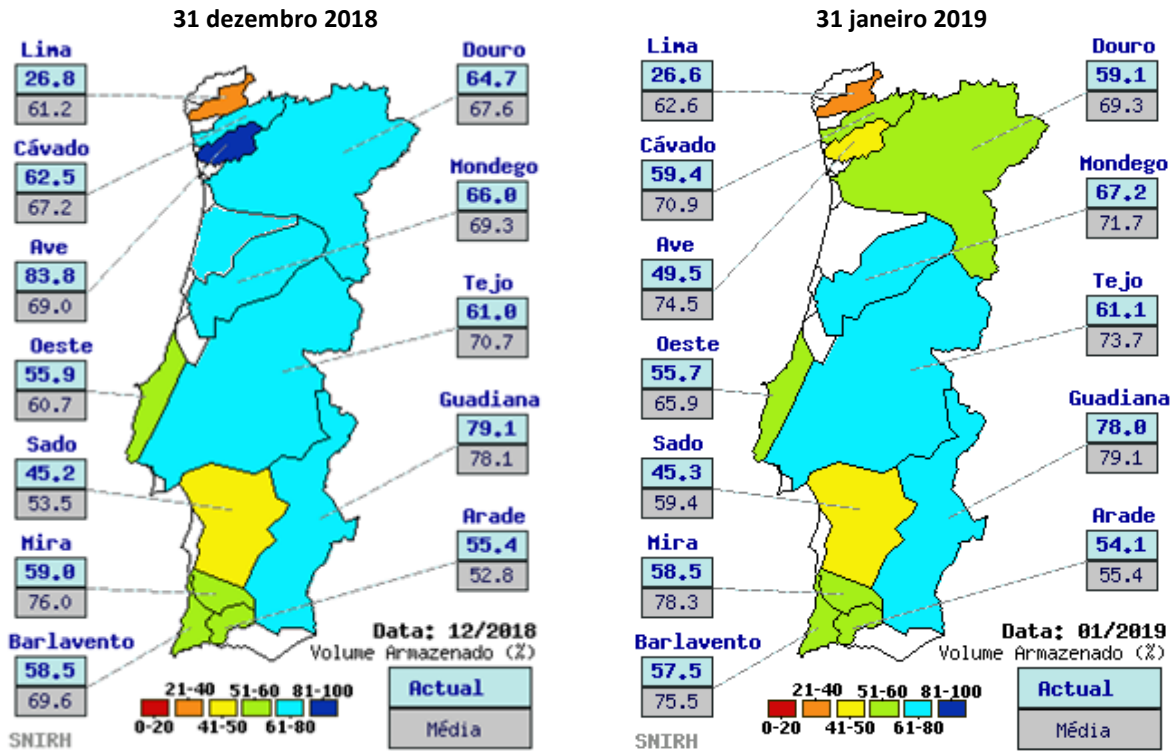 31 dezembro 2018
Lima
26.8
61.2
Douro
64.7
67.6
Cávado
62.5
67.2
Mondego
66.0
69.3
Ave
83.8
69.0
Tejo
61.0
70.7
Oeste
55.9
60.7
Guadiana
79.1
78.1
Sado
45.2
53.5
Arade
55.4
52.8
Mira
59.0
76.0
Barlavento
58.5
69.6
Data: 12/2018
Volume Armazenado (%)
21-40 51-60 81-100
0-20 41-50 61-80
Actual
Média
SNIRH
31 janeiro 2019
Lima
26.6
62.6
Douro
59.1
69.3
Cávado
59.4
70.9
Mondego
67.2
71.7
Ave
49.5
74.5
Tejo
61.1
73.7
Oeste
55.7
65.9
Guadiana
78.0
79.1
Sado
45.3
59.4
Arade
54.1
55.4
Mira
58.5
78.3
Barlavento
57.5
75.5
Data: 01/2019
Volume Armazenado (%)
21-40 51-60 81-100
0-20 41-50 61-80
Actual
Média
SNIRH